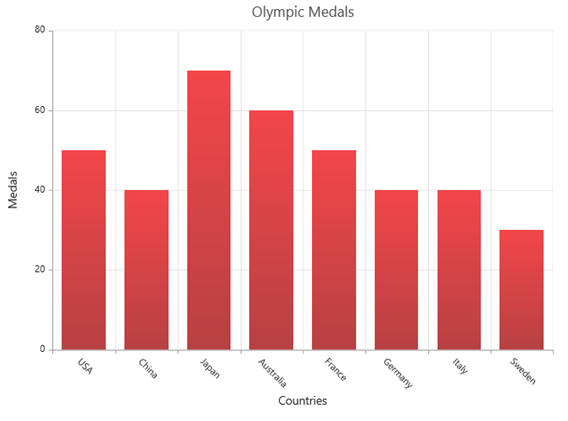 Olympic Medals
80
60
40
20
0
Medals
USA
China
Japan
Australia
France
Germany
Italy
Sweden
Countries